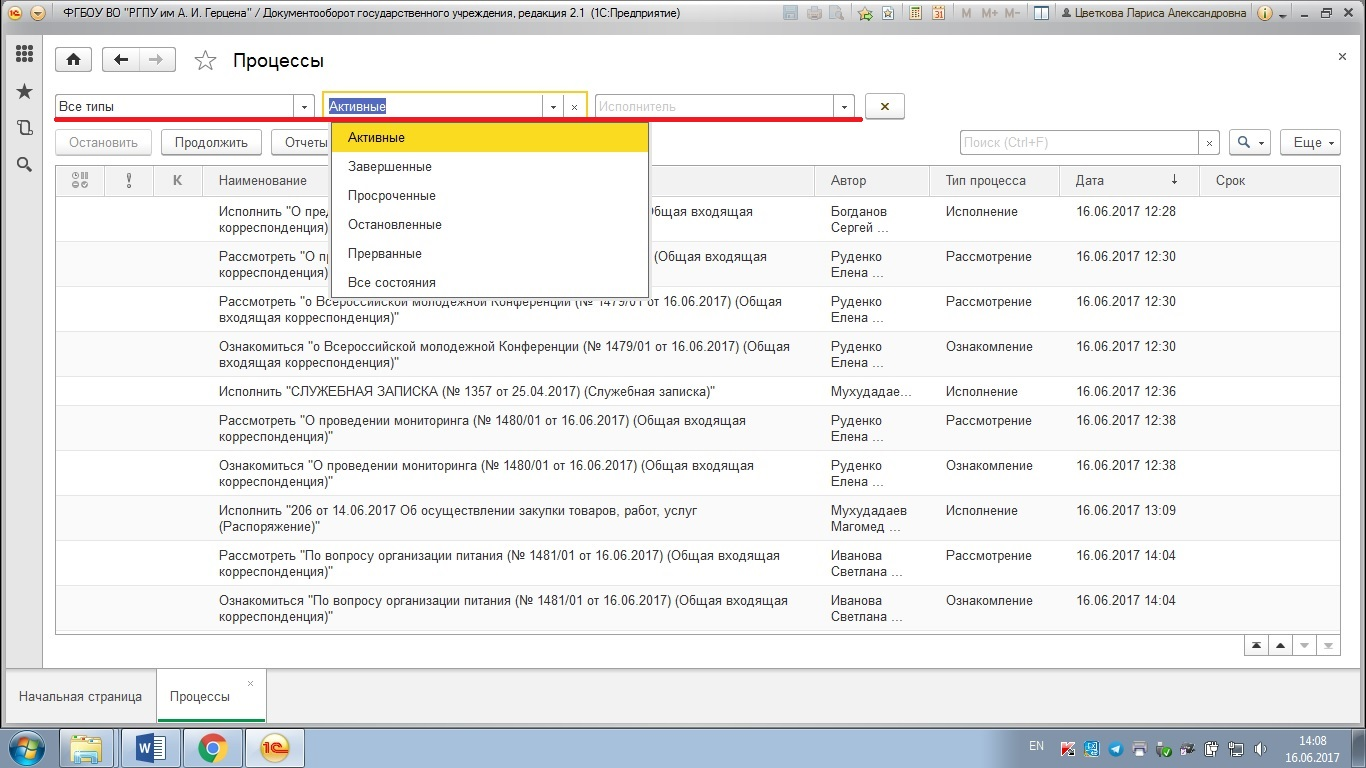 ФГБОУ ВО "РГПУ им А. И. Герцена" / Документооборот государственного учреждения, редакция 2.1 (1С:Предприятие)
M M+ M-
Цветкова Лариса Александровна
Процессы
Все типы
Активные
Исполнитель
Остановить
Продолжить
Отчеты
Поиск (Ctrl+F)
Еще
Активные
Завершенные
Просроченные
Остановленные
Прерванные
Все состояния
К
Наименование
Автор
Тип процесса
Дата
Срок
Исполнить "О
Общая входящая
корреспонденция)
Богданов
Сергей ...
Исполнение
16.06.2017 12:28
Рассмотреть "О
(Общая входящая
корреспонденция)
Руденко
Елена ...
Рассмотрение
16.06.2017 12:30
Рассмотреть "о Всероссийской молодежной Конференции (№ 1479/01 от 16.06.2017) (Общая
входящая корреспонденция)"
Руденко
Елена ...
Рассмотрение
16.06.2017 12:30
Ознакомиться "о Всероссийской молодежной Конференции (№ 1479/01 от 16.06.2017) (Общая
входящая корреспонденция)"
Руденко
Елена ...
Ознакомление
16.06.2017 12:30
Исполнить "СЛУЖЕБНАЯ ЗАПИСКА (№ 1357 от 25.04.2017) (Служебная записка)"
Мухудадае...
Исполнение
16.06.2017 12:36
Рассмотреть "О проведении мониторинга (№ 1480/01 от 16.06.2017) (Общая входящая
корреспонденция)"
Руденко
Елена ...
Рассмотрение
16.06.2017 12:38
Ознакомиться "О проведении мониторинга (№ 1480/01 от 16.06.2017) (Общая входящая
корреспонденция)"
Руденко
Елена ...
Ознакомление
16.06.2017 12:38
Исполнить "206 от 14.06.2017 Об осуществлении закупки товаров, работ, услуг
(Распоряжение)"
Мухудадаев
Магомед ...
Исполнение
16.06.2017 13:09
Рассмотреть "По вопросу организации питания (№ 1481/01 от 16.06.2017) (Общая входящая
корреспонденция)"
Иванова
Светлана ...
Рассмотрение
16.06.2017 14:04
Ознакомиться "По вопросу организации питания (№ 1481/01 от 16.06.2017) (Общая входящая
корреспонденция)"
Иванова
Светлана ...
Ознакомление
16.06.2017 14:04
Начальная страница
Процессы
EN
14:08
16.06.2017